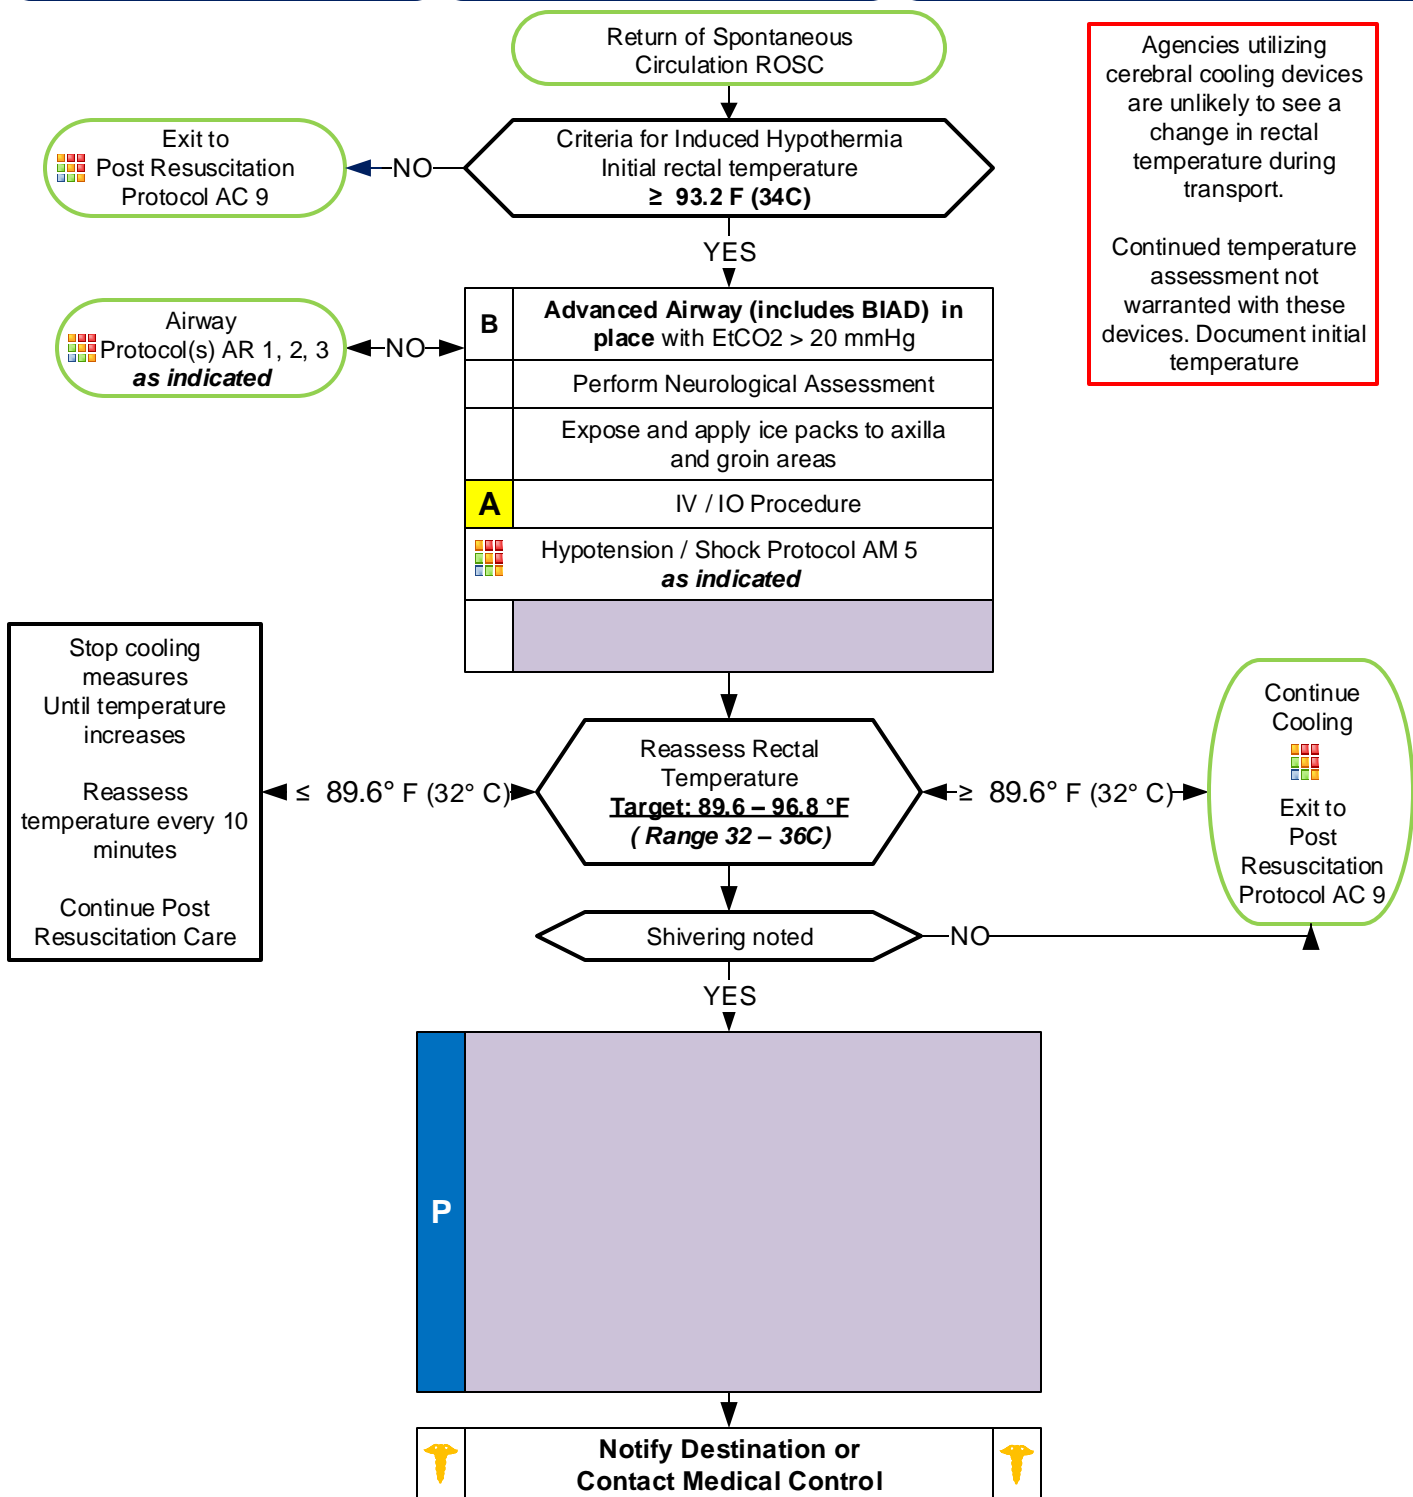 Return of Spontaneous
Circulation ROSC
Agencies utilizing
cerebral cooling devices
are unlikely to see a
change in rectal
temperature during
transport.
Continued temperature
assessment not
warranted with these
devices. Document initial
temperature
Exit to
Post Resuscitation
Protocol AC 9
NO
Criteria for Induced Hypothermia
Initial rectal temperature
≥ 93.2 F (34C)
YES
Airway
Protocol(s) AR 1, 2, 3
as indicated
NO
B
Advanced Airway (includes BIAD) in
place with EtCO2 > 20 mmHg
Perform Neurological Assessment
Expose and apply ice packs to axilla
and groin areas
A
IV / IO Procedure
Hypotension / Shock Protocol AM 5
as indicated
Stop cooling
measures
Until temperature
increases
Reassess
temperature every 10
minutes
Continue Post
Resuscitation Care
≤ 89.6° F (32° C)
Reassess Rectal
Temperature
Target: 89.6 – 96.8 °F
( Range 32 – 36C)
≥ 89.6° F (32° C)
Continue
Cooling
Exit to
Post
Resuscitation
Protocol AC 9
Shivering noted
NO
YES
P
Notify Destination or
Contact Medical Control